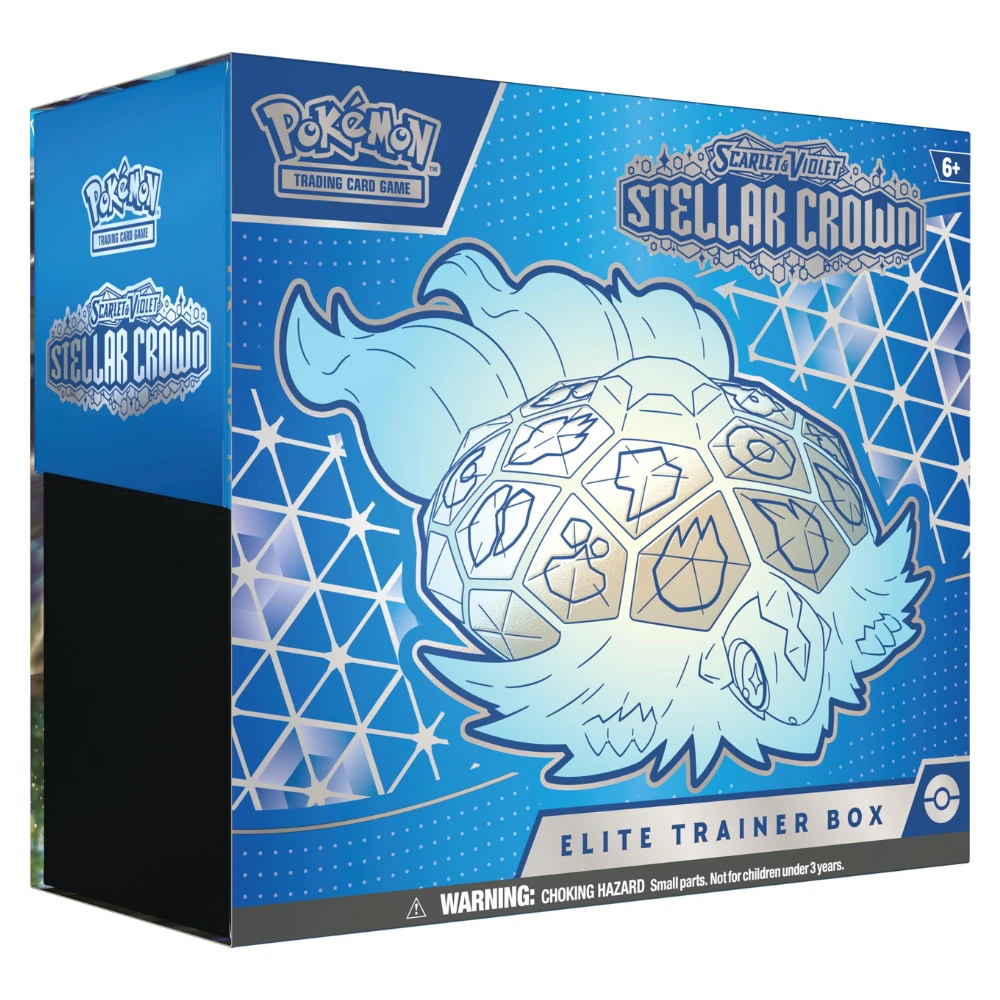 POKéMON™
TRADING CARD GAME
SCARLET & VIOLET
STELLAR CROWN
6+
POKéMON
TRADING CARD GAME
SCARLET & VIOLET
STELLAR CROWN
ELITE TRAINER BOX
WARNING: CHOKING HAZARD Small parts. Not for children under 3 years.